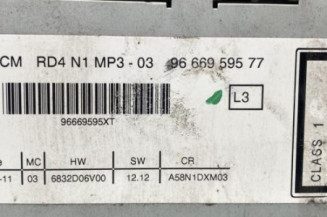 CM RD4 N1 MP3 - 03 96 669 595 77
L3
96669595XT
MC HW SW CR
-11 03 6832D06V00 12.12 A58N1DXM03
CLASS 1